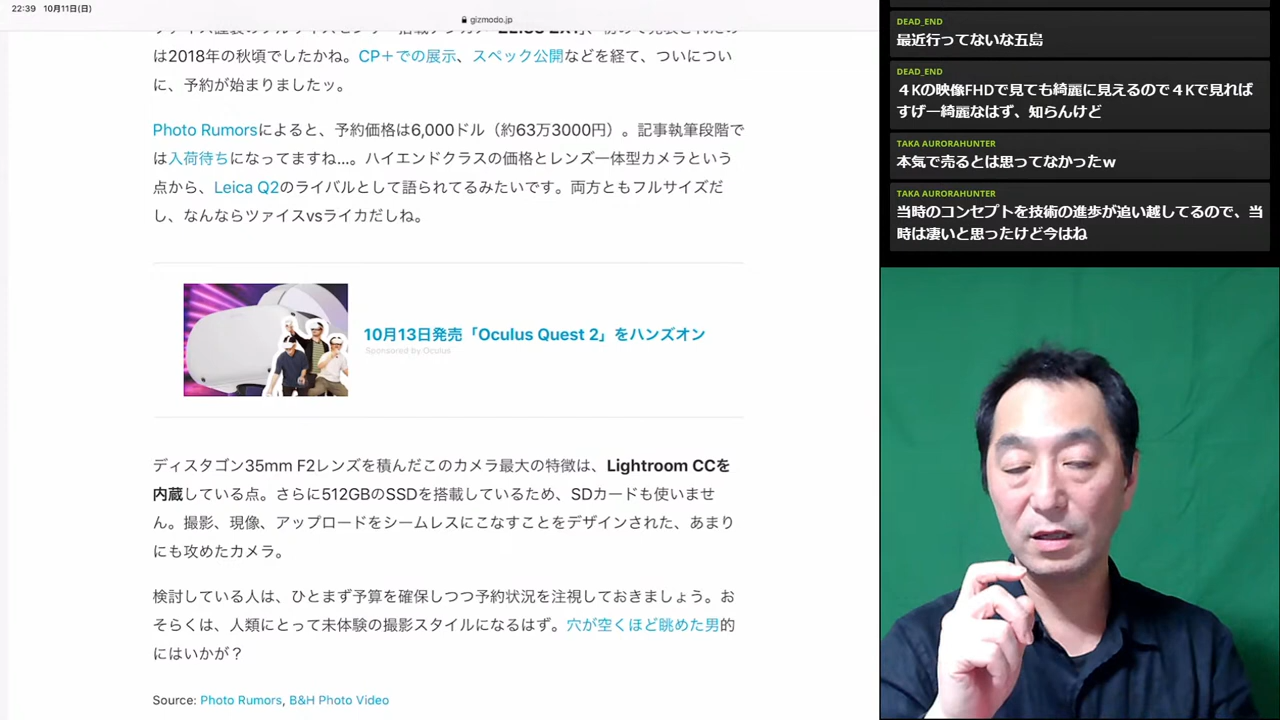 22:39 10月11日(日)
gizmodo.jp
は2018年の秋頃でしたかね。CP＋での展示、スペック公開などを経て、ついについ
に、予約が始まりましたッ。
Photo Rumorsによると、予約価格は6,000ドル（約63万3000円）。記事執筆段階で
は入荷待ちになってますね…。ハイエンドクラスの価格とレンズ一体型カメラという
点から、Leica Q2のライバルとして語られてるみたいです。両方ともフルサイズだ
し、なんならツァイスvsライカだしね。
10月13日発売「Oculus Quest 2」をハンズオン
Sponsored by Oculus
ディスタゴン35mm F2レンズを積んだこのカメラ最大の特徴は、Lightroom CCを
内蔵している点。さらに512GBのSSDを搭載しているため、SDカードも使いませ
ん。撮影、現像、アップロードをシームレスにこなすことをデザインされた、あまり
にも攻めたカメラ。
検討している人は、ひとまず予算を確保しつつ予約状況を注視しておきましょう。お
そらくは、人類にとって未体験の撮影スタイルになるはず。穴が空くほど眺めた男的
にはいかが？
Source: Photo Rumors, B&H Photo Video
DEAD_END
最近行ってないな五島
DEAD_END
４Kの映像FHDで見ても綺麗に見えるので４Kで見れば
すげー綺麗なはず、知らんけど
TAKA AURORAHUNTER
本気で売るとは思ってなかったｗ
TAKA AURORAHUNTER
当時のコンセプトを技術の進歩が追い越してるので、当
時は凄いと思ったけど今はね